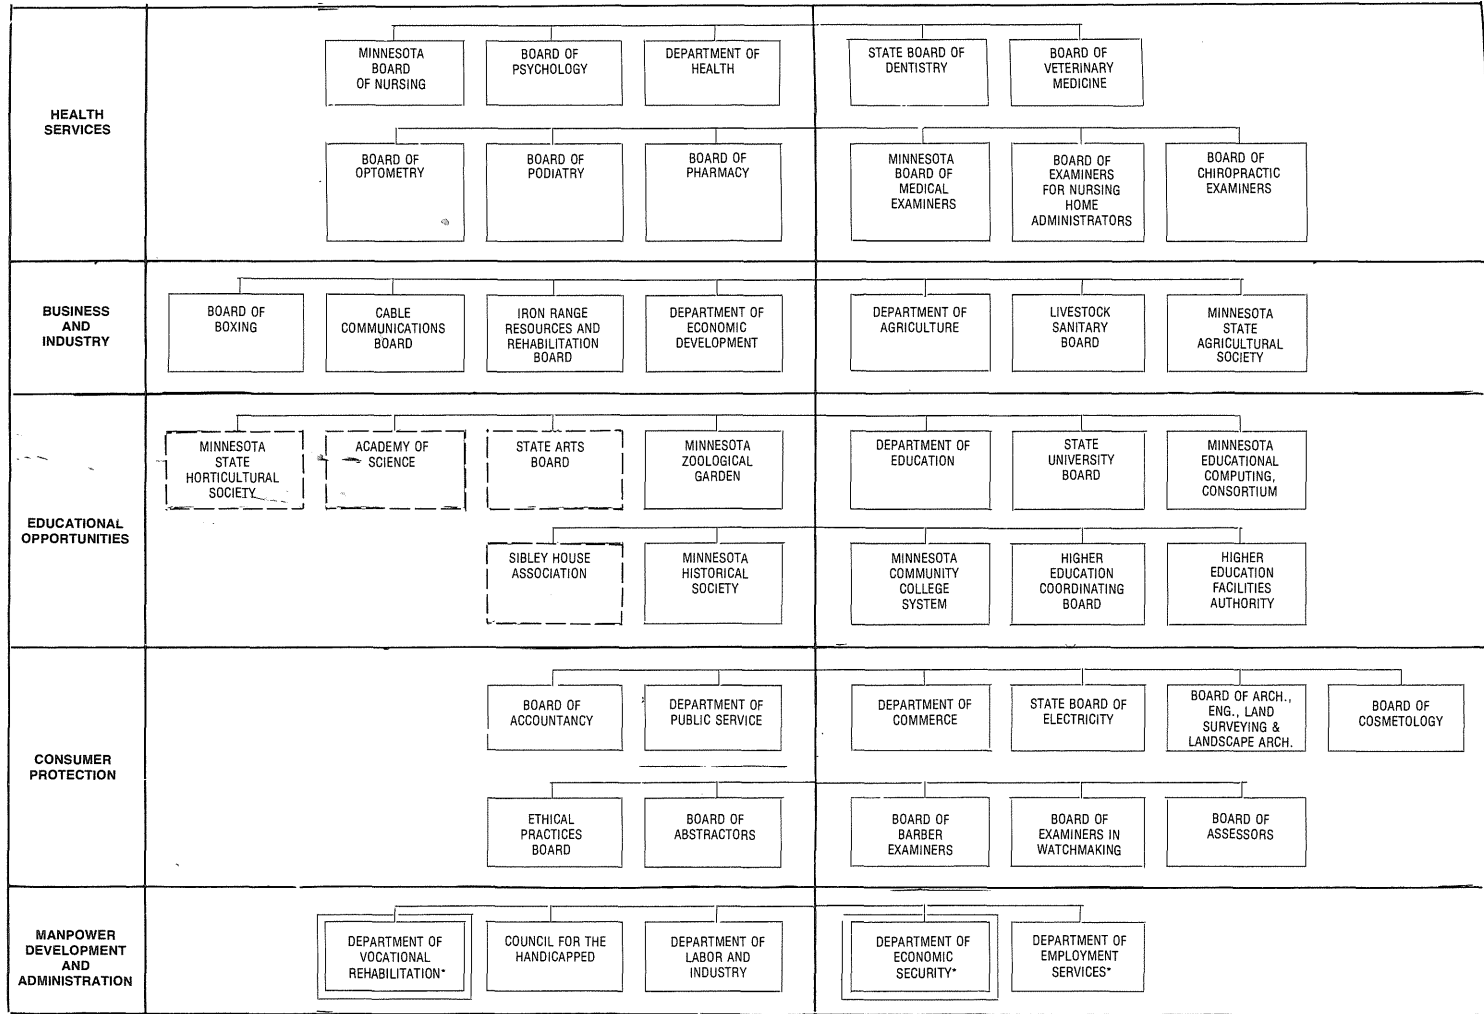 HEALTH
SERVICES
MINNESOTA
BOARD
OF NURSING
BOARD OF
PSYCHOLOGY
DEPARTMENT OF
HEALTH
STATE BOARD OF
DENTISTRY
BOARD OF
VETERINARY
MEDICINE
BOARD OF
OPTOMETRY
BOARD OF
PODIATRY
BOARD OF
PHARMACY
MINNESOTA
BOARD OF
MEDICAL
EXAMINERS
BOARD OF
EXAMINERS
FOR NURSING
HOME
ADMINISTRATORS
BOARD OF
CHIROPRACTIC
EXAMINERS
BUSINESS
AND
INDUSTRY
BOARD OF
BOXING
CABLE
COMMUNICATIONS
BOARD
IRON RANGE
RESOURCES AND
REHABILITATION
BOARD
DEPARTMENT OF
ECONOMIC
DEVELOPMENT
DEPARTMENT OF
AGRICULTURE
LIVESTOCK
SANITARY
BOARD
MINNESOTA
STATE
AGRICULTURAL
SOCIETY
EDUCATIONAL
OPPORTUNITIES
MINNESOTA
STATE
HORTICULTURAL
SOCIETY
ACADEMY OF
SCIENCE
STATE ARTS
BOARD
MINNESOTA
ZOOLOGICAL
GARDEN
DEPARTMENT OF
EDUCATION
STATE
UNIVERSITY
BOARD
MINNESOTA
EDUCATIONAL
COMPUTING,
CONSORTIUM
SIBLEY HOUSE
ASSOCIATION
MINNESOTA
HISTORICAL
SOCIETY
MINNESOTA
COMMUNITY
COLLEGE
SYSTEM
HIGHER
EDUCATION
COORDINATING
BOARD
HIGHER
EDUCATION
FACILITIES
AUTHORITY
CONSUMER
PROTECTION
BOARD OF
ACCOUNTANCY
DEPARTMENT OF
PUBLIC SERVICE
DEPARTMENT OF
COMMERCE
STATE BOARD OF
ELECTRICITY
BOARD OF ARCH.,
ENG., LAND
SURVEYING &
LANDSCAPE ARCH.
BOARD OF
COSMETOLOGY
ETHICAL
PRACTICES
BOARD
BOARD OF
ABSTRACTORS
BOARD OF
BARBER
EXAMINERS
BOARD OF
EXAMINERS IN
WATCHMAKING
BOARD OF
ASSESSORS
MANPOWER
DEVELOPMENT
AND
ADMINISTRATION
DEPARTMENT OF
VOCATIONAL
REHABILITATION*
COUNCIL FOR THE
HANDICAPPED
DEPARTMENT OF
LABOR AND
INDUSTRY
DEPARTMENT OF
ECONOMIC
SECURITY*
DEPARTMENT OF
EMPLOYMENT
SERVICES*